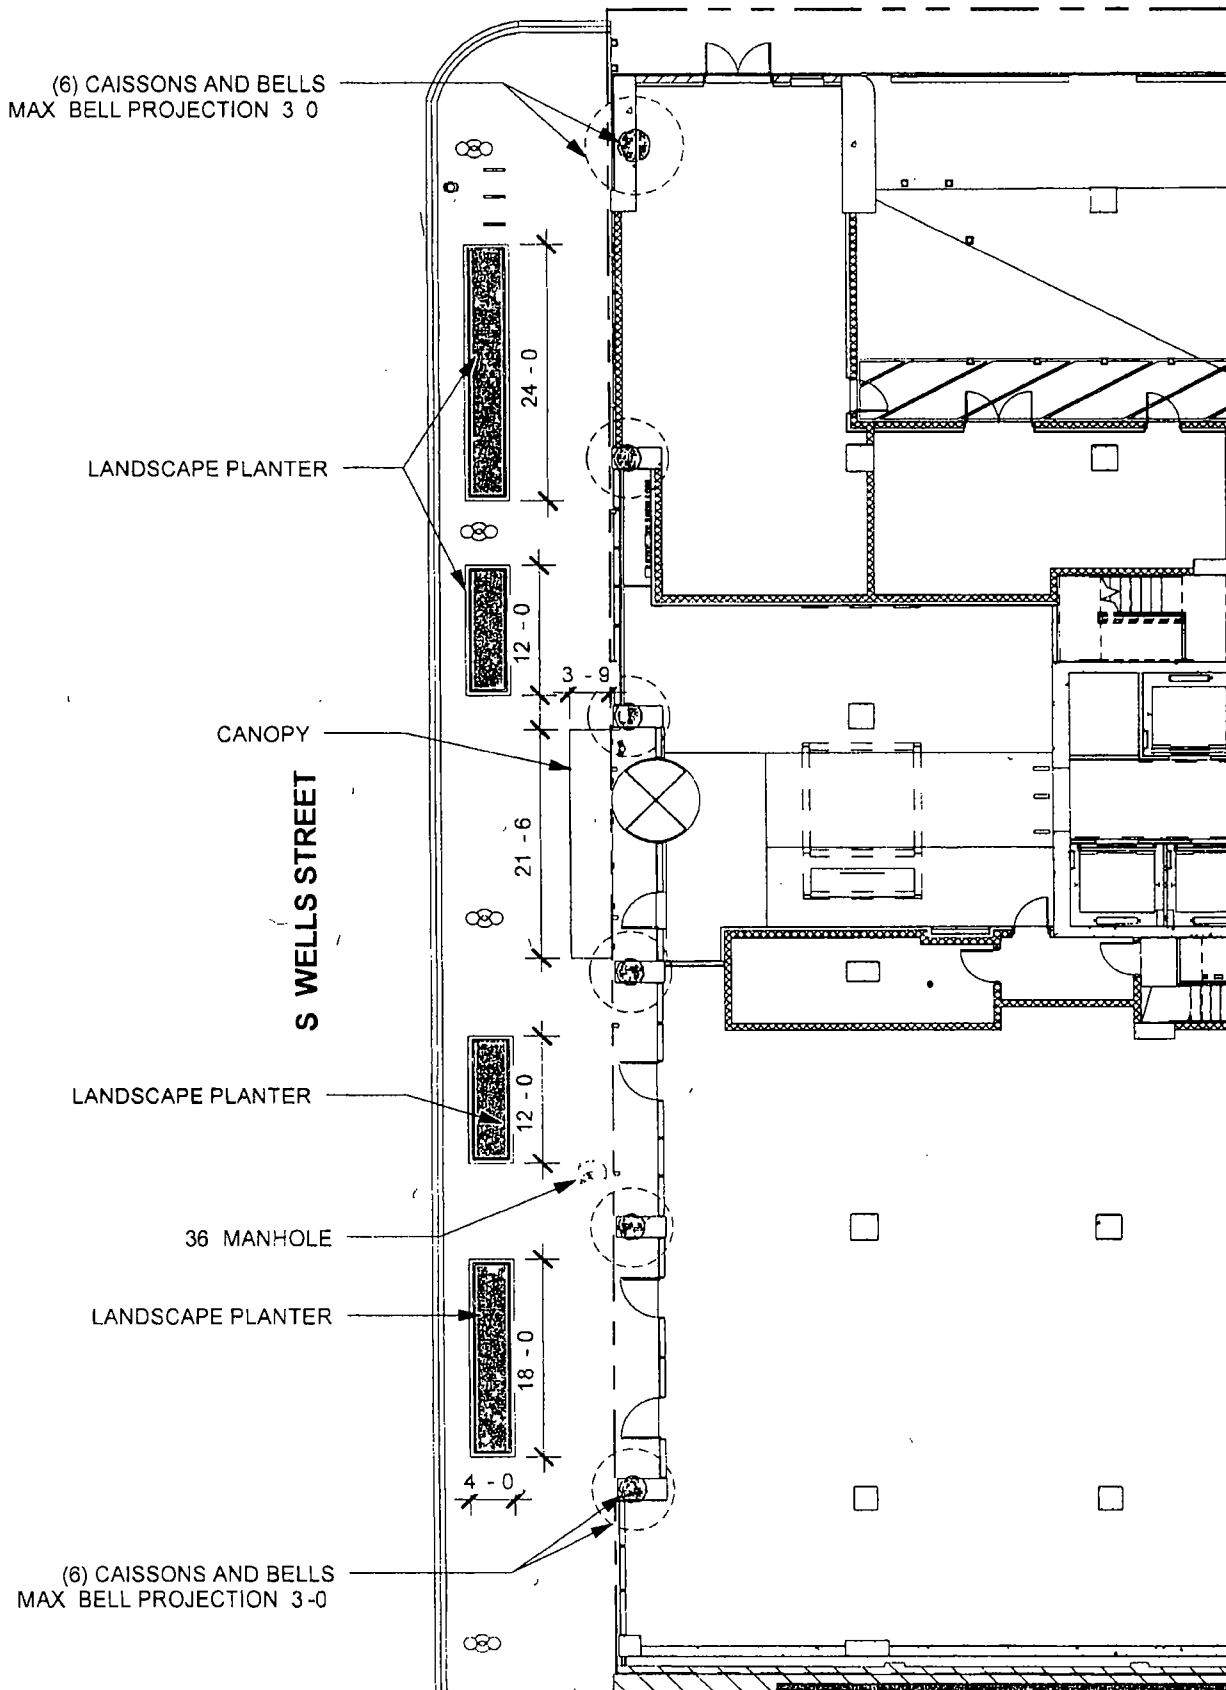 (6) CAISSONS AND BELLS
MAX BELL PROJECTION 3 0
24 - 0
LANDSCAPE PLANTER
12 - 0
3 - 9
CANOPY
21 - 6
S WELLS STREET
LANDSCAPE PLANTER
12 - 0
36 MANHOLE
LANDSCAPE PLANTER
18 - 0
4 - 0
(6) CAISSONS AND BELLS
MAX BELL PROJECTION 3-0